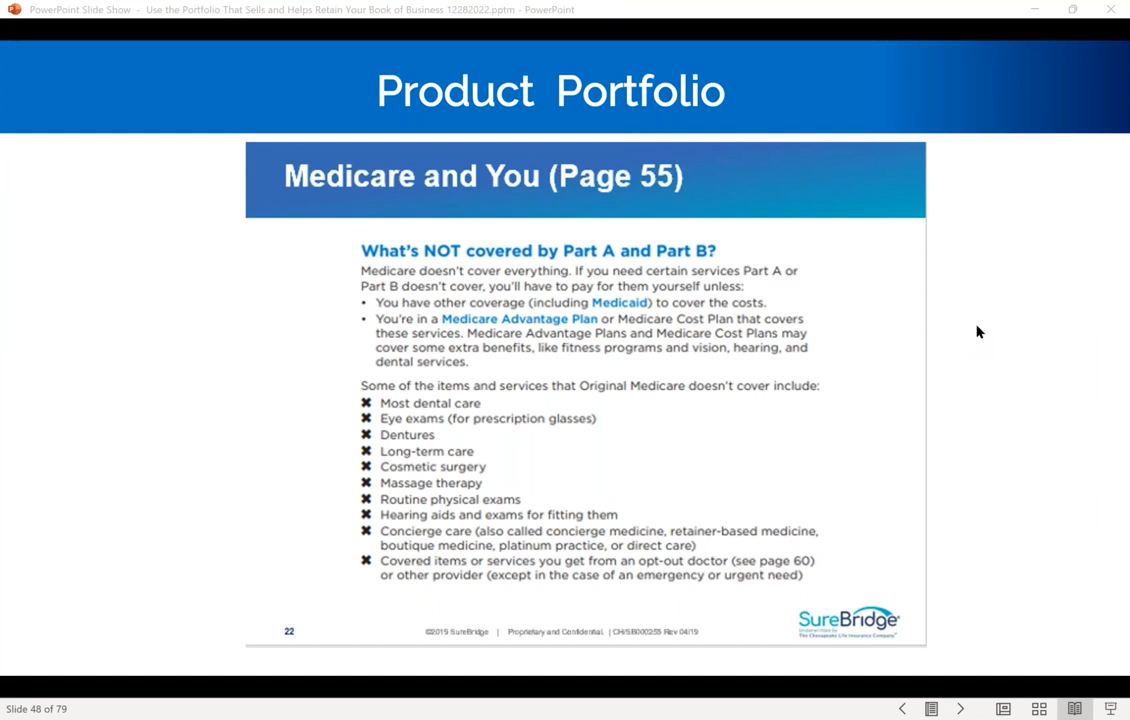 PowerPoint Slide Show - Use the Portfolio That Sells and Helps Retain Your Book of Business 12282022.pptm - PowerPoint
Product Portfolio
Medicare and You (Page 55)
What's NOT covered by Part A and Part B?
Medicare doesn't cover everything. If you need certain services Part A or
Part B doesn't cover, you'll have to pay for them yourself unless:
• You have other coverage (including Medicaid) to cover the costs.
• You're in a Medicare Advantage Plan or Medicare Cost Plan that covers
these services. Medicare Advantage Plans and Medicare Cost Plans may
cover some extra benefits, like fitness programs and vision, hearing, and
dental services.
Some of the items and services that Original Medicare doesn't cover include:
✖ Most dental care
✖ Eye exams (for prescription glasses)
✖ Dentures
✖ Long-term care
✖ Cosmetic surgery
✖ Massage therapy
✖ Routine physical exams
✖ Hearing aids and exams for fitting them
✖ Concierge care (also called concierge medicine, retainer-based medicine,
boutique medicine, platinum practice, or direct care)
✖ Covered items or services you get from an opt-out doctor (see page 60)
or other provider (except in the case of an emergency or urgent need)
SureBridge
The Chesapeake Life Insurance Company
22
©2019 SureBridge | Proprietary and Confidential. | CH/SB000255 Rev 04/19
Slide 48 of 79